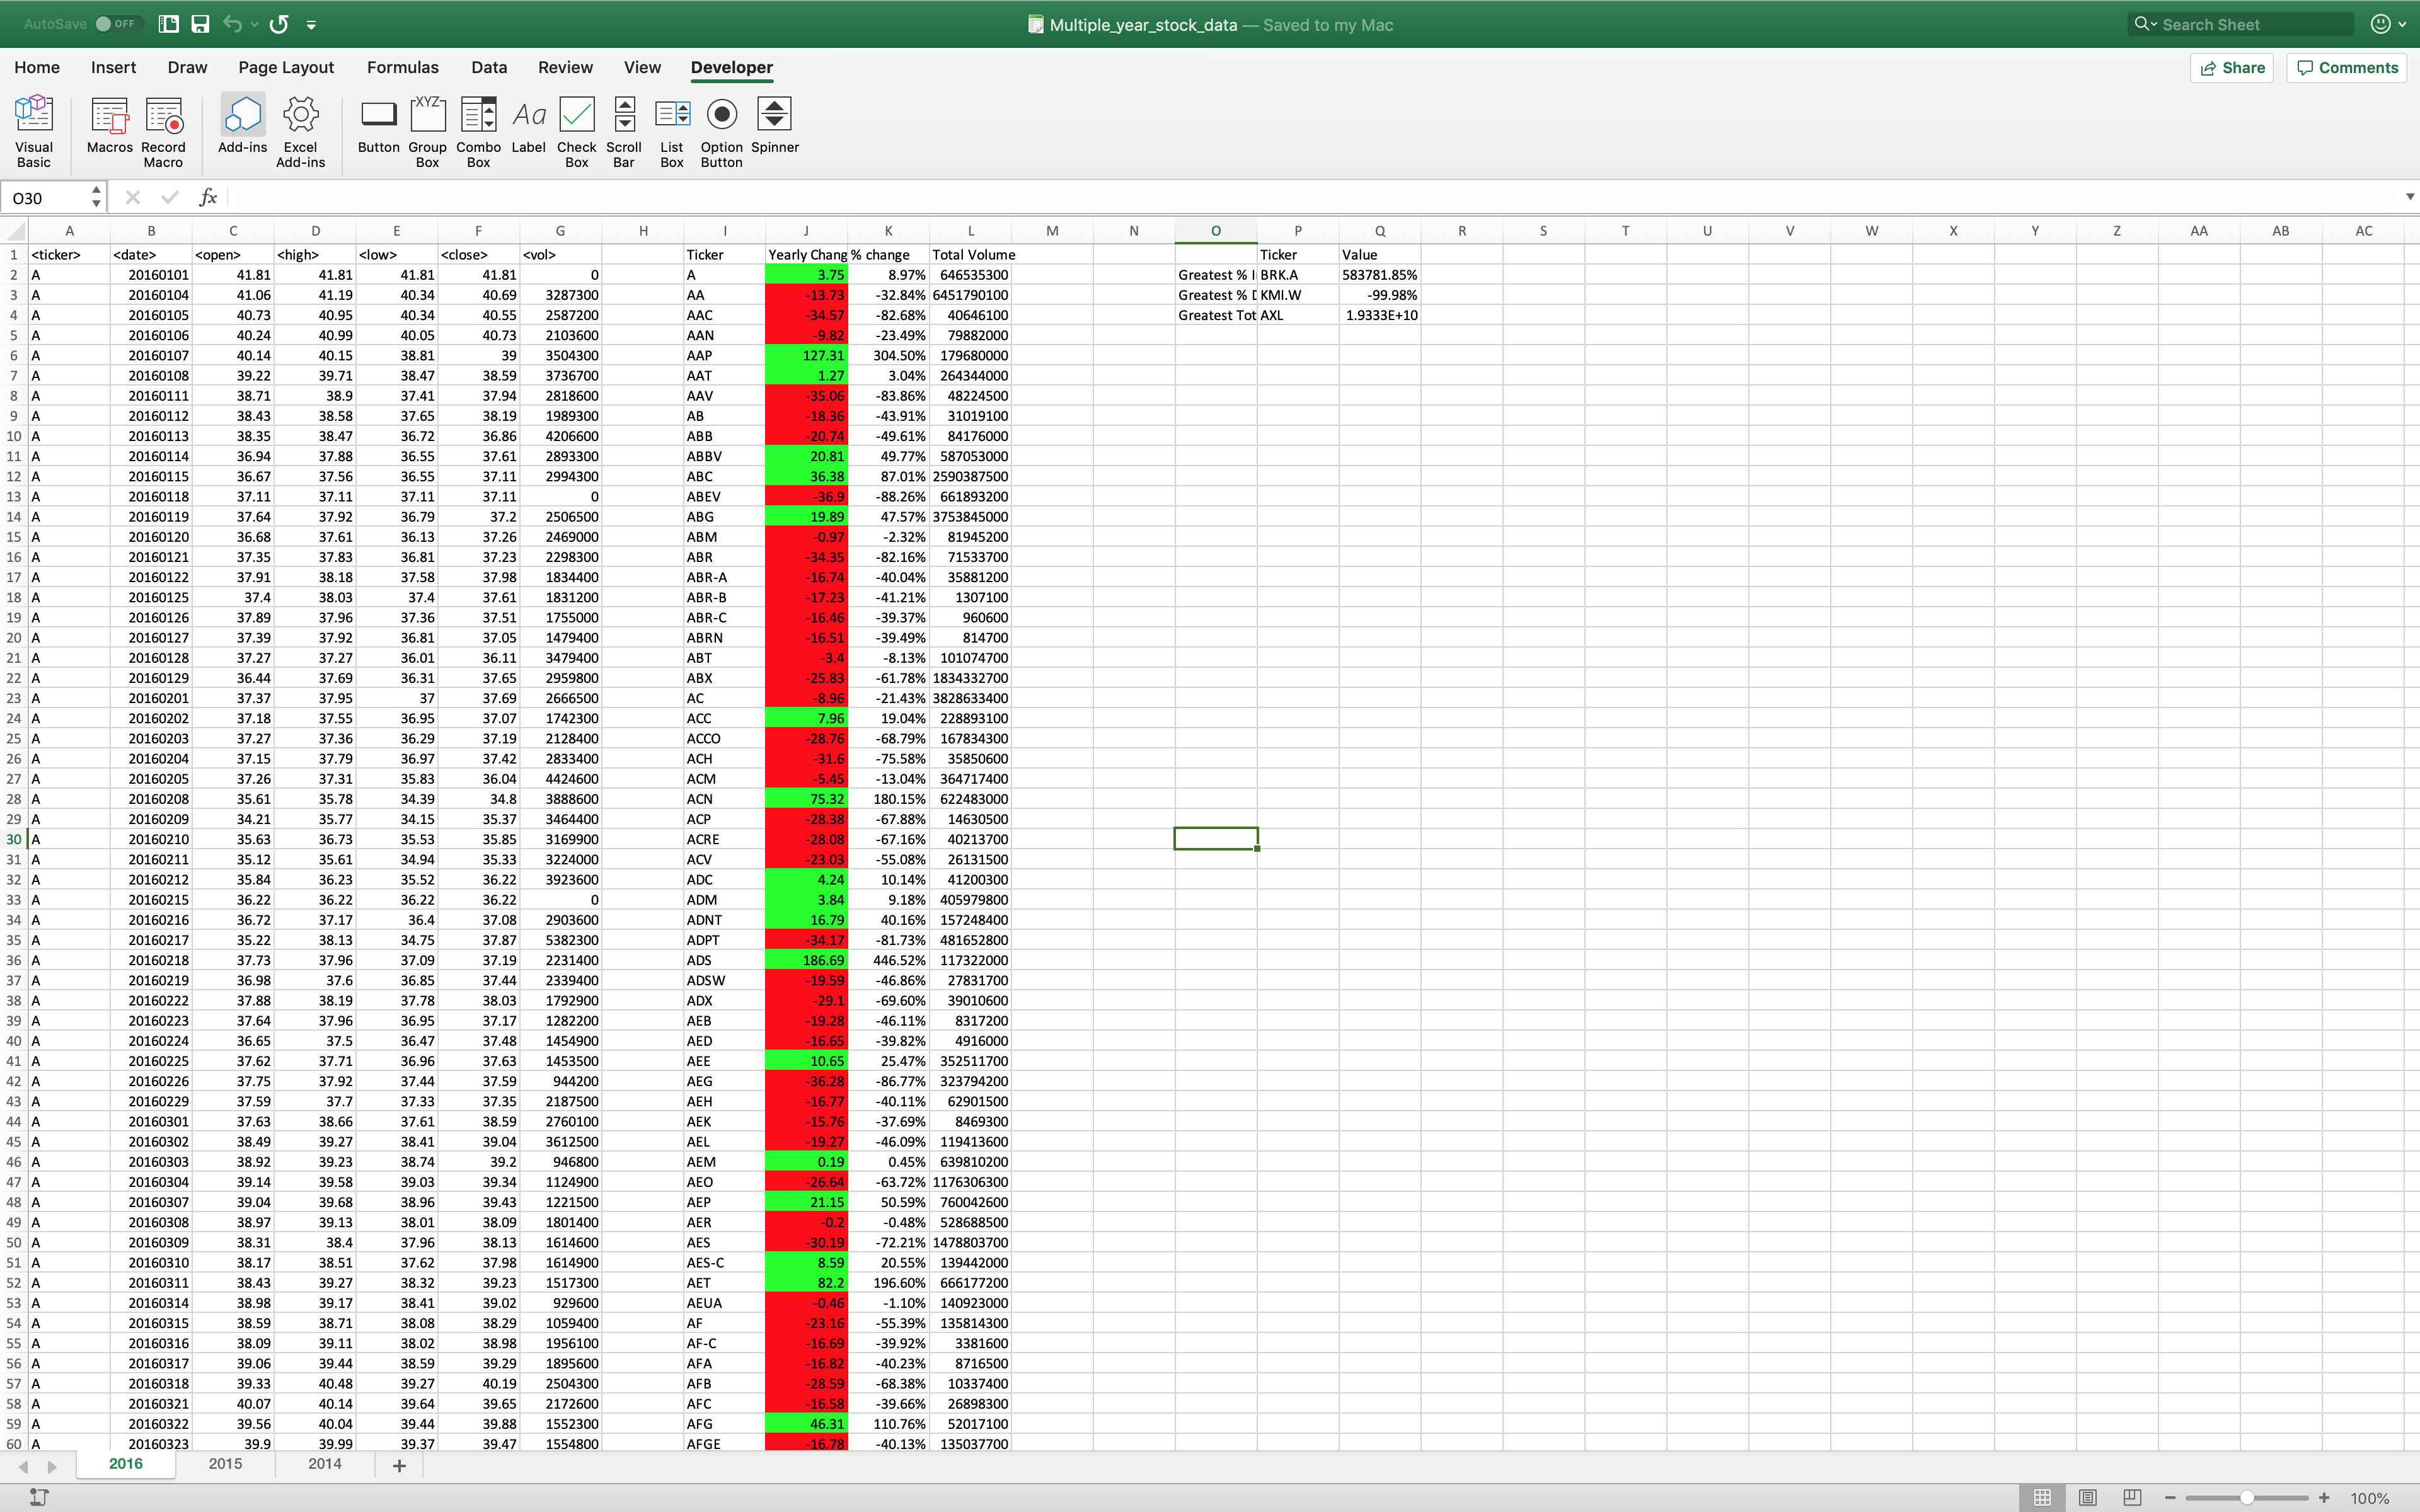 AutoSave OFF Multiple_year_stock_data — Saved to my Mac Search Sheet
Home Insert Draw Page Layout Formulas Data Review View Developer Share Comments
Visual Basic Macros Record Macro Add-ins Excel Add-ins Button Group Box Combo Box Label Check Box Scroll Bar List Box Option Button Spinner
XYZ Aa
O30 fx
A B C D E F G H I J K L M N O P Q R S T U V W X Y Z AA AB AC
1 <ticker> <date> <open> <high> <low> <close> <vol> Ticker Yearly Chang % change Total Volume Ticker Value
2 A 20160101 41.81 41.81 41.81 41.81 0 A 3.75 8.97% 646535300 Greatest % I BRK.A 583781.85%
3 A 20160104 41.06 41.19 40.34 40.69 3287300 AA -13.73 -32.84% 6451790100 Greatest % D KMI.W -99.98%
4 A 20160105 40.73 40.95 40.34 40.55 2587200 AAC -34.57 -82.68% 40646100 Greatest Tot AXL 1.9333E+10
5 A 20160106 40.24 40.99 40.05 40.73 2103600 AAN -9.82 -23.49% 79882000
6 A 20160107 40.14 40.15 38.81 39 3504300 AAP 127.31 304.50% 179680000
7 A 20160108 39.22 39.71 38.47 38.59 3736700 AAT 1.27 3.04% 264344000
8 A 20160111 38.71 38.9 37.41 37.94 2818600 AAV -35.06 -83.86% 48224500
9 A 20160112 38.43 38.58 37.65 38.19 1989300 AB -18.36 -43.91% 31019100
10 A 20160113 38.35 38.47 36.72 36.86 4206600 ABB -20.74 -49.61% 84176000
11 A 20160114 36.94 37.88 36.55 37.61 2893300 ABBV 20.81 49.77% 587053000
12 A 20160115 36.67 37.56 36.55 37.11 2994300 ABC 36.38 87.01% 2590387500
13 A 20160118 37.11 37.11 37.11 37.11 0 ABEV -36.9 -88.26% 661893200
14 A 20160119 37.64 37.92 36.79 37.2 2506500 ABG 19.89 47.57% 3753845000
15 A 20160120 36.68 37.61 36.13 37.26 2469000 ABM -0.97 -2.32% 81945200
16 A 20160121 37.35 37.83 36.81 37.23 2298300 ABR -34.35 -82.16% 71533700
17 A 20160122 37.91 38.18 37.58 37.98 1834400 ABR-A -16.74 -40.04% 35881200
18 A 20160125 37.4 38.03 37.4 37.61 1831200 ABR-B -17.23 -41.21% 1307100
19 A 20160126 37.89 37.96 37.36 37.51 1755000 ABR-C -16.46 -39.37% 960600
20 A 20160127 37.39 37.92 36.81 37.05 1479400 ABRN -16.51 -39.49% 814700
21 A 20160128 37.27 37.27 36.01 36.11 3479400 ABT -3.4 -8.13% 101074700
22 A 20160129 36.44 37.69 36.31 37.65 2959800 ABX -25.83 -61.78% 1834332700
23 A 20160201 37.37 37.95 37 37.69 2666500 AC -8.96 -21.43% 3828633400
24 A 20160202 37.18 37.55 36.95 37.07 1742300 ACC 7.96 19.04% 228893100
25 A 20160203 37.27 37.36 36.29 37.19 2128400 ACCO -28.76 -68.79% 167834300
26 A 20160204 37.15 37.79 36.97 37.42 2833400 ACH -31.6 -75.58% 35850600
27 A 20160205 37.26 37.31 35.83 36.04 4424600 ACM -5.45 -13.04% 364717400
28 A 20160208 35.61 35.78 34.39 34.8 3888600 ACN 75.32 180.15% 622483000
29 A 20160209 34.21 35.77 34.15 35.37 3464400 ACP -28.38 -67.88% 14630500
30 A 20160210 35.63 36.73 35.53 35.85 3169900 ACRE -28.08 -67.16% 40213700
31 A 20160211 35.12 35.61 34.94 35.33 3224000 ACV -23.03 -55.08% 26131500
32 A 20160212 35.84 36.23 35.52 36.22 3923600 ADC 4.24 10.14% 41200300
33 A 20160215 36.22 36.22 36.22 36.22 0 ADM 3.84 9.18% 405979800
34 A 20160216 36.72 37.17 36.4 37.08 2903600 ADNT 16.79 40.16% 157248400
35 A 20160217 35.22 38.13 34.75 37.87 5382300 ADPT -34.17 -81.73% 481652800
36 A 20160218 37.73 37.96 37.09 37.19 2231400 ADS 186.69 446.52% 117322000
37 A 20160219 36.98 37.6 36.85 37.44 2339400 ADSW -19.59 -46.86% 27831700
38 A 20160222 37.88 38.19 37.78 38.03 1792900 ADX -29.1 -69.60% 39010600
39 A 20160223 37.64 37.96 36.95 37.17 1282200 AEB -19.28 -46.11% 8317200
40 A 20160224 36.65 37.5 36.47 37.48 1454900 AED -16.65 -39.82% 4916000
41 A 20160225 37.62 37.71 36.96 37.63 1453500 AEE 10.65 25.47% 352511700
42 A 20160226 37.75 37.92 37.44 37.59 944200 AEG -36.28 -86.77% 323794200
43 A 20160229 37.59 37.7 37.33 37.35 2187500 AEH -16.77 -40.11% 62901500
44 A 20160301 37.63 38.66 37.61 38.59 2760100 AEK -15.76 -37.69% 8469300
45 A 20160302 38.49 39.27 38.41 39.04 3612500 AEL -19.27 -46.09% 119413600
46 A 20160303 38.92 39.23 38.74 39.2 946800 AEM 0.19 0.45% 639810200
47 A 20160304 39.14 39.58 39.03 39.34 1124900 AEO -26.64 -63.72% 1176306300
48 A 20160307 39.04 39.68 38.96 39.43 1221500 AEP 21.15 50.59% 760042600
49 A 20160308 38.97 39.13 38.01 38.09 1801400 AER -0.2 -0.48% 528688500
50 A 20160309 38.31 38.4 37.96 38.13 1614600 AES -30.19 -72.21% 1478803700
51 A 20160310 38.17 38.51 37.62 37.98 1614900 AES-C 8.59 20.55% 139442000
52 A 20160311 38.43 39.27 38.32 39.23 1517300 AET 82.2 196.60% 666177200
53 A 20160314 38.98 39.17 38.41 39.02 929600 AEUA -0.46 -1.10% 140923000
54 A 20160315 38.59 38.71 38.08 38.29 1059400 AF -23.16 -55.39% 135814300
55 A 20160316 38.09 39.11 38.02 38.98 1956100 AF-C -16.69 -39.92% 3381600
56 A 20160317 39.06 39.44 38.59 39.29 1895600 AFA -16.82 -40.23% 8716500
57 A 20160318 39.33 40.48 39.27 40.19 2504300 AFB -28.59 -68.38% 10337400
58 A 20160321 40.07 40.14 39.64 39.65 2172600 AFC -16.58 -39.66% 26898300
59 A 20160322 39.56 40.04 39.44 39.88 1552300 AFG 46.31 110.76% 52017100
60 A 20160323 39.9 39.99 39.37 39.47 1554800 AFGE -16.78 -40.13% 135037700
2016 2015 2014 +
100%